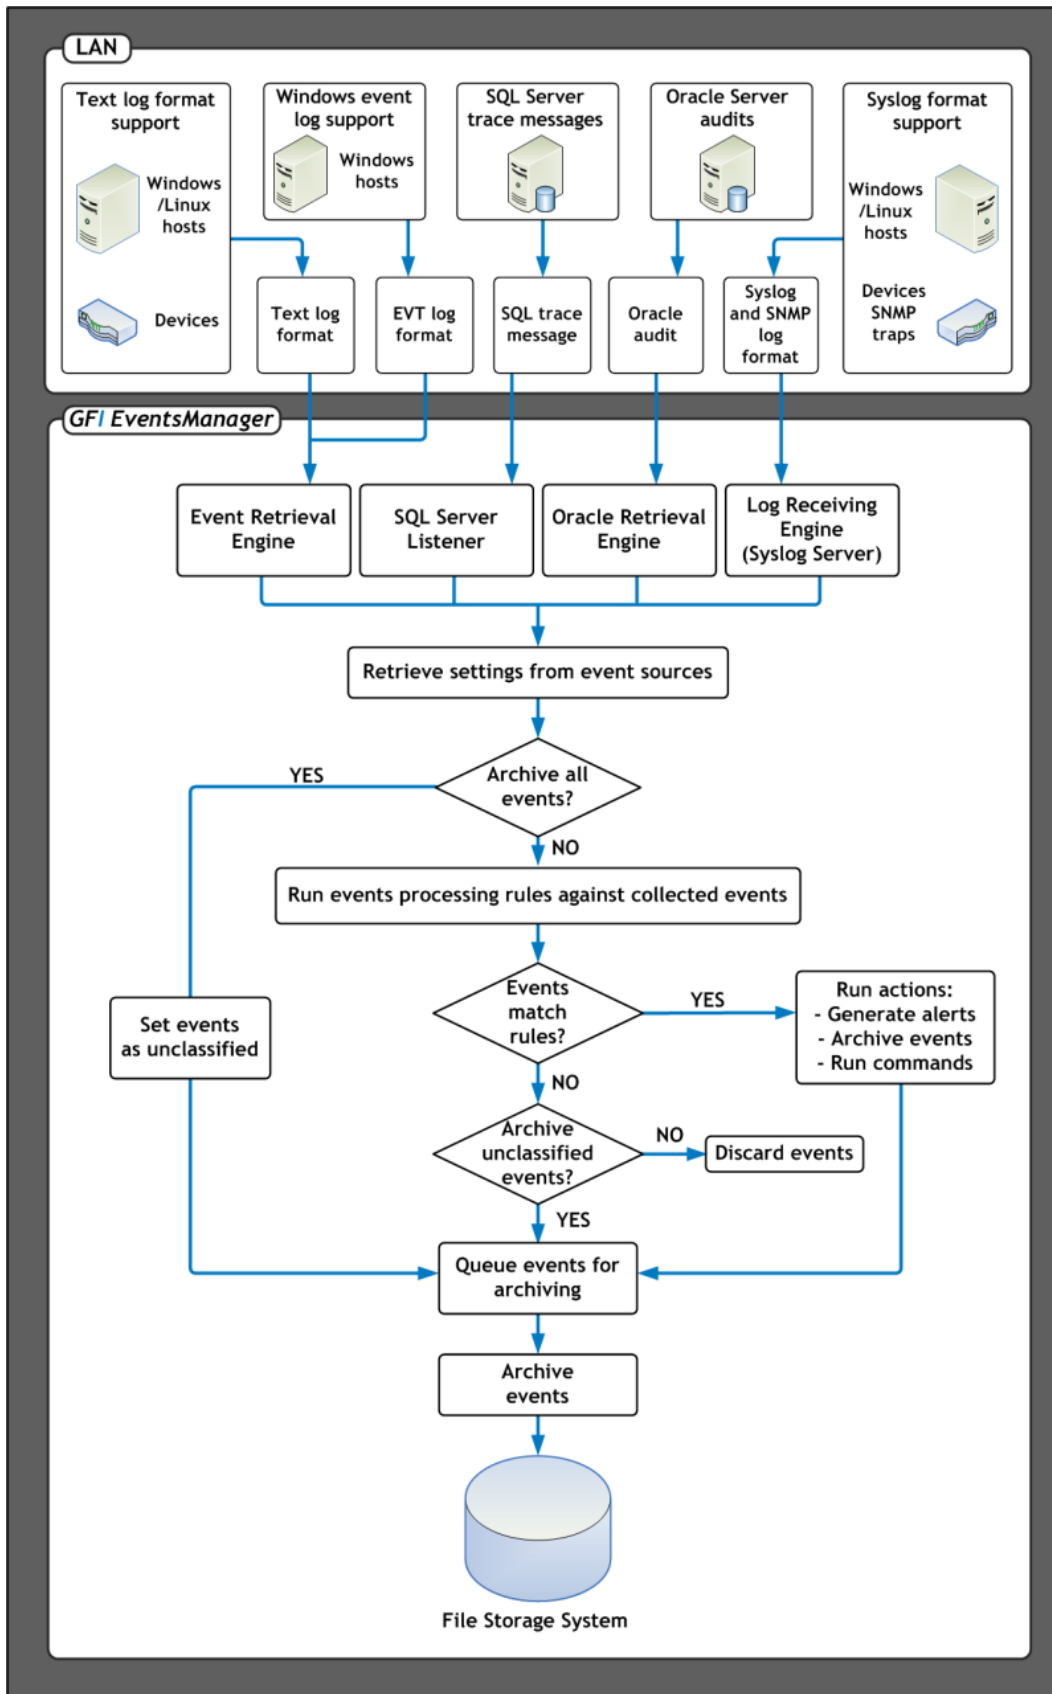 LAN
Text log format
support
Windows
/Linux
hosts
Devices
Windows event
log support
Windows
hosts
SQL Server
trace messages
Oracle Server
audits
Syslog format
support
Windows
/Linux
hosts
Devices
SNMP
traps
Text log
format
EVT log
format
SQL trace
message
Oracle
audit
Syslog
and SNMP
log
format
GFI EventsManager
Event Retrieval
Engine
SQL Server
Listener
Oracle Retrieval
Engine
Log Receiving
Engine
(Syslog Server)
Retrieve settings from event sources
Archive all
events?
YES
NO
Run events processing rules against collected events
Events
match
rules?
YES
Run actions:
- Generate alerts
- Archive events
- Run commands
Set events
as unclassified
NO
Archive
unclassified
events?
NO
Discard events
YES
Queue events for
archiving
Archive
events
File Storage System